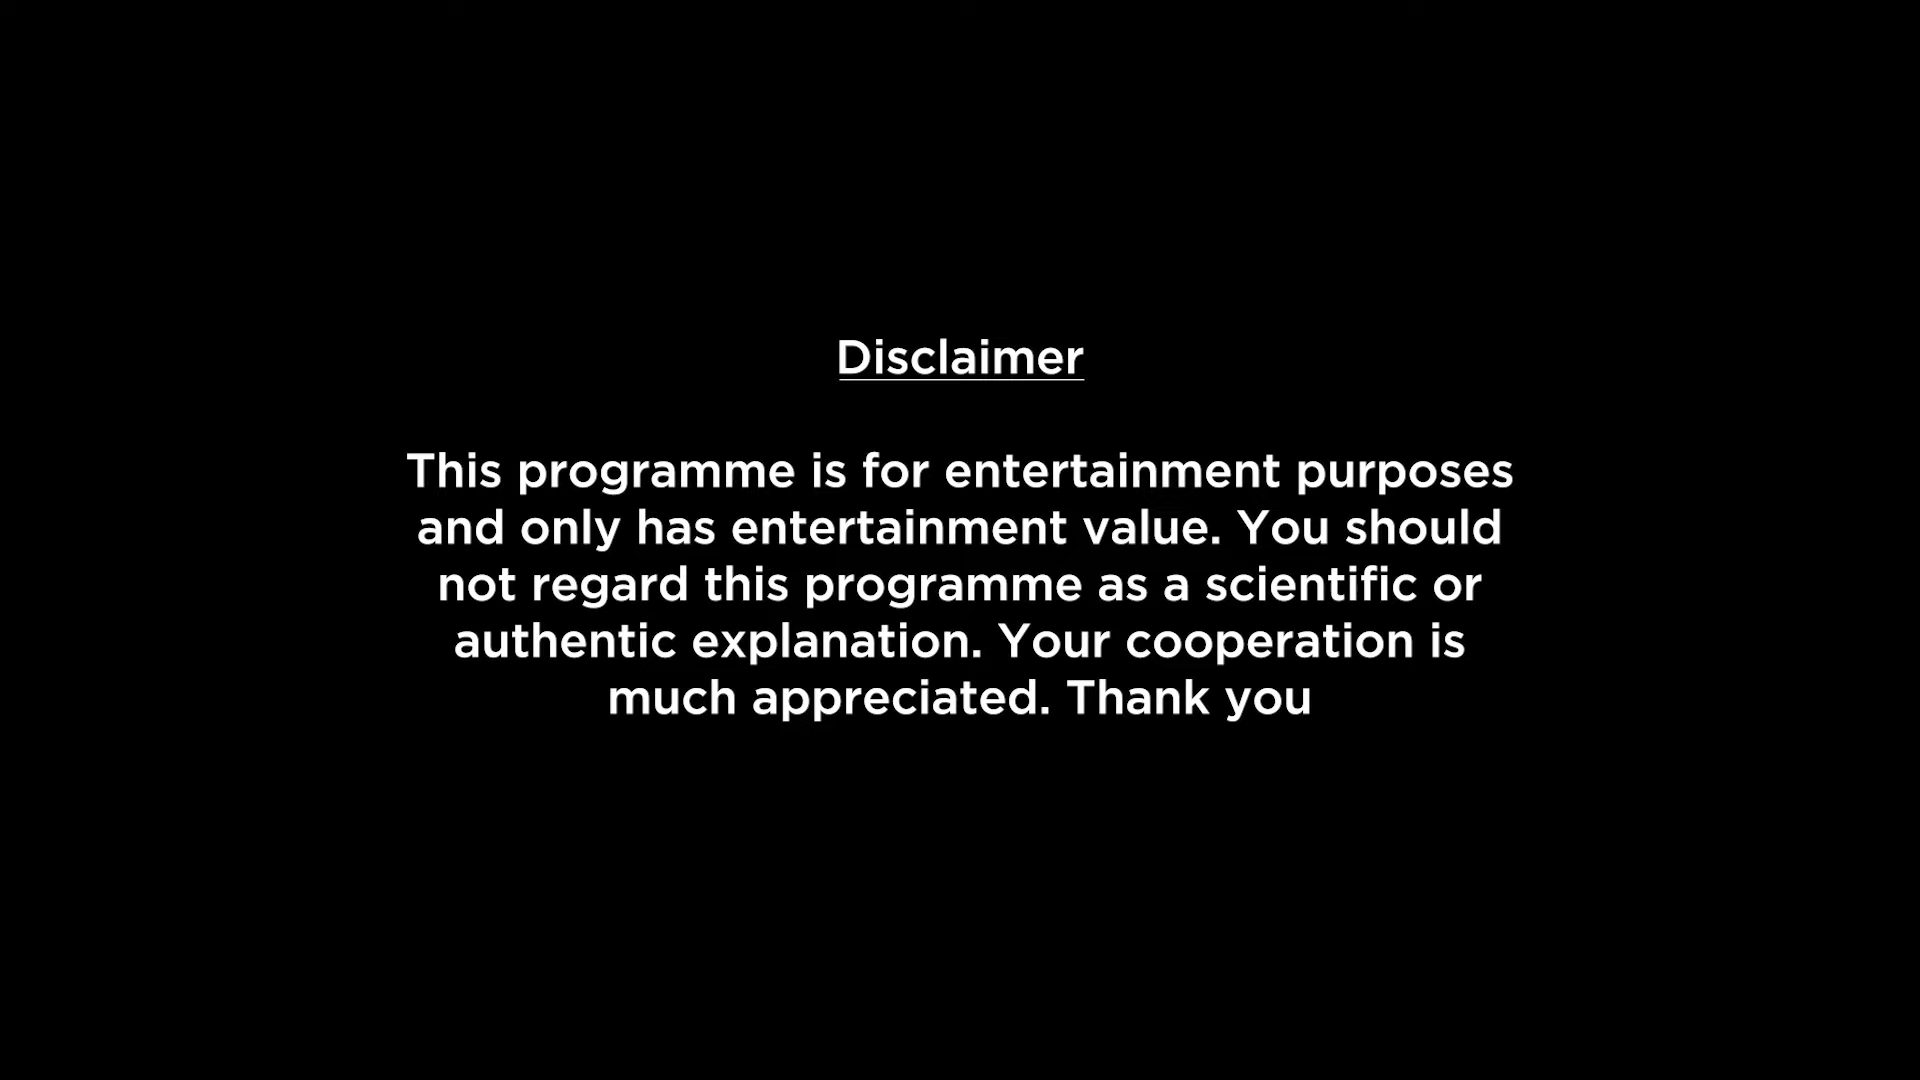 Disclaimer
This programme is for entertainment purposes
and only has entertainment value. You should
not regard this programme as a scientific or
authentic explanation. Your cooperation is
much appreciated. Thank you